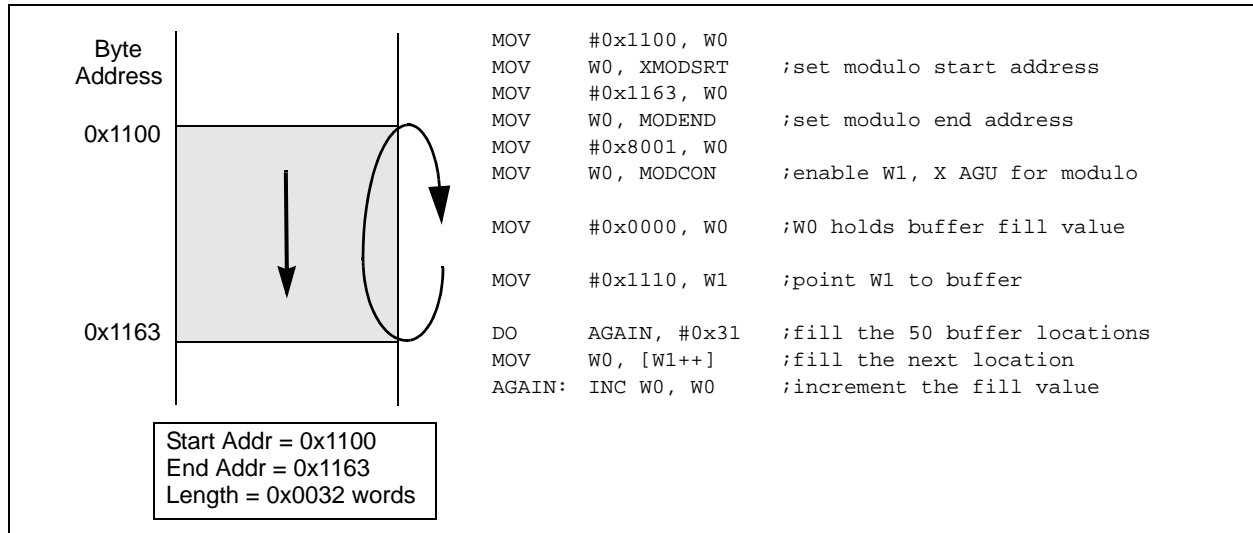 Byte
Address
0x1100
0x1163
Start Addr = 0x1100
End Addr = 0x1163
Length = 0x0032 words
MOV #0x1100, W0
MOV W0, XMODSRT ;set modulo start address
MOV #0x1163, W0
MOV W0, MODEND ;set modulo end address
MOV #0x8001, W0
MOV W0, MODCON ;enable W1, X AGU for modulo
MOV #0x0000, W0 ;W0 holds buffer fill value
MOV #0x1110, W1 ;point W1 to buffer
DO AGAIN, #0x31 ;fill the 50 buffer locations
MOV W0, [W1++] ;fill the next location
AGAIN: INC W0, W0 ;increment the fill value